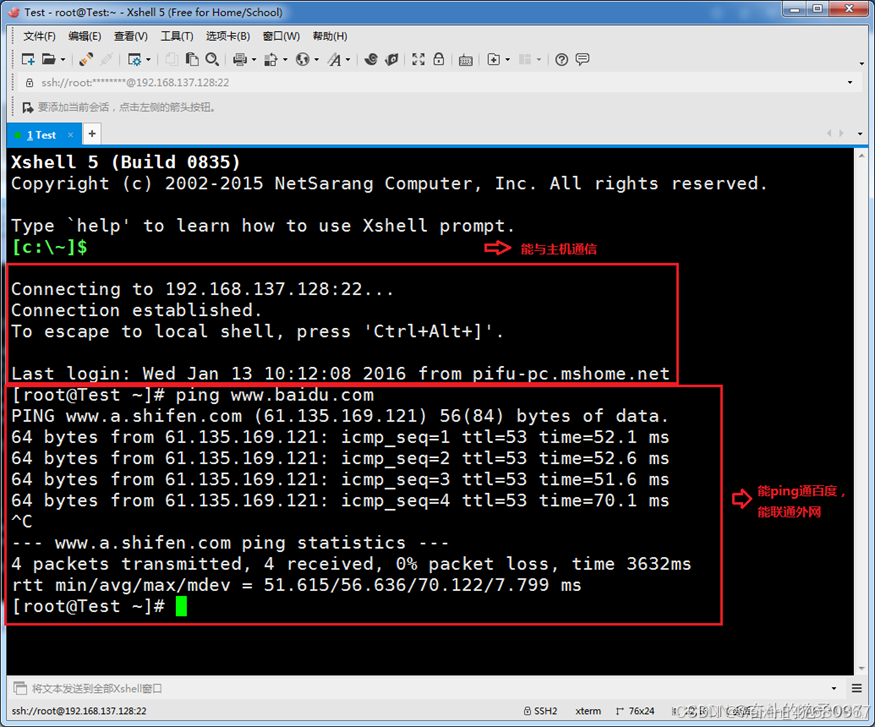 Test - root@Test:~ - Xshell 5 (Free for Home/School)
文件(F) 编辑(E) 查看(V) 工具(T) 选项卡(B) 窗口(W) 帮助(H)
ssh://root:********@192.168.137.128:22
要添加当前会话，点击左侧的箭头按钮。
1 Test × +
Xshell 5 (Build 0835)
Copyright (c) 2002-2015 NetSarang Computer, Inc. All rights reserved.
Type `help' to learn how to use Xshell prompt.
[c:\~]$
能与主机通信
Connecting to 192.168.137.128:22...
Connection established.
To escape to local shell, press 'Ctrl+Alt+]'.
Last login: Wed Jan 13 10:12:08 2016 from pifu-pc.mshome.net
[root@Test ~]# ping www.baidu.com
PING www.a.shifen.com (61.135.169.121) 56(84) bytes of data.
64 bytes from 61.135.169.121: icmp_seq=1 ttl=53 time=52.1 ms
64 bytes from 61.135.169.121: icmp_seq=2 ttl=53 time=52.6 ms
64 bytes from 61.135.169.121: icmp_seq=3 ttl=53 time=51.6 ms
64 bytes from 61.135.169.121: icmp_seq=4 ttl=53 time=70.1 ms
^C
--- www.a.shifen.com ping statistics ---
4 packets transmitted, 4 received, 0% packet loss, time 3632ms
rtt min/avg/max/mdev = 51.615/56.636/70.122/7.799 ms
[root@Test ~]#
能ping通百度，
能联通外网
将文本发送到全部Xshell窗口
ssh://root@192.168.137.128:22 SSH2 xterm 76x24